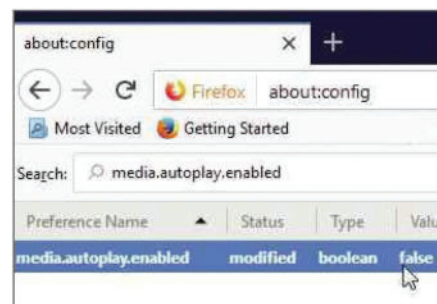 about:config
Firefox about:config
Most Visited Getting Started
Search: media.autoplay.enabled
Preference Name Status Type
media.autoplay.enabled modified boolean false